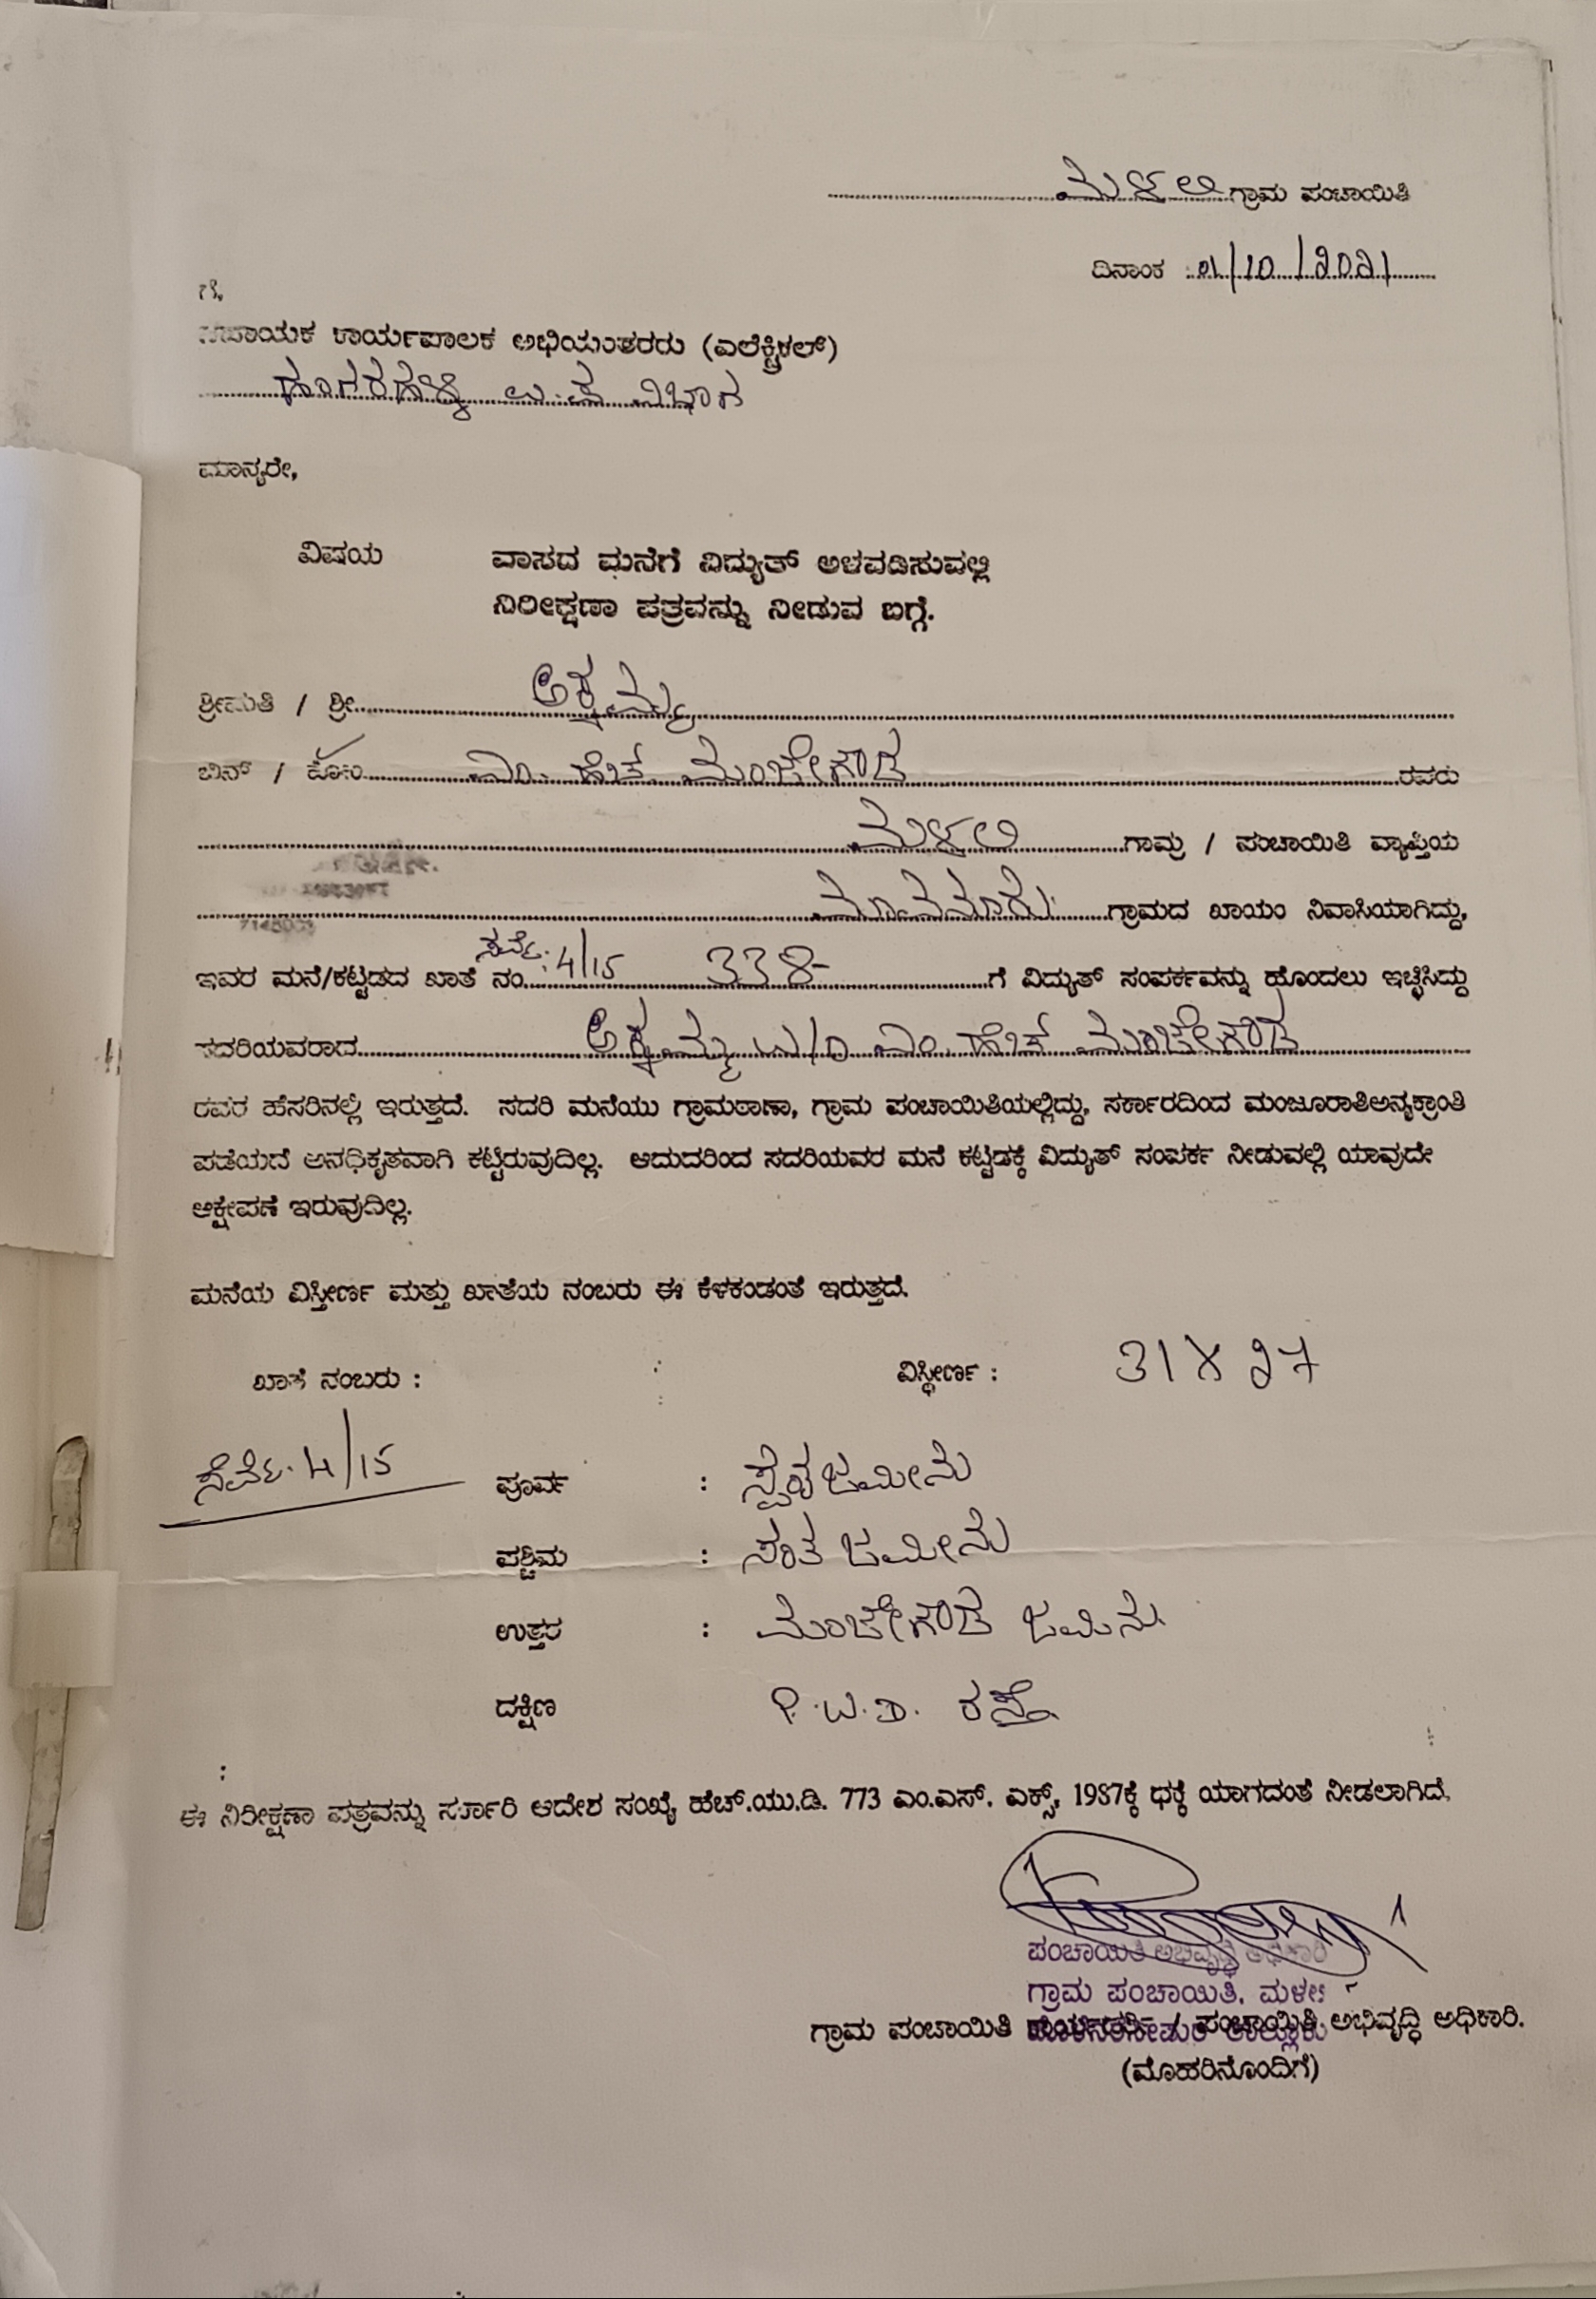 ಮಳಲಿ ಗ್ರಾಮ ಪಂಚಾಯಿತಿ
ದಿನಾಂಕ : 01/10/2021
ಗೆ,
ಸಹಾಯಕ ಕಾರ್ಯಪಾಲಕ ಅಭಿಯಂತರರು (ಎಲೆಕ್ಟ್ರಿಕಲ್)
ಹಂಗರಹಳ್ಳಿ ಉ.ಪ ವಿಭಾಗ
ಮಾನ್ಯರೇ,
ವಿಷಯ ವಾಸದ ಮನೆಗೆ ವಿದ್ಯುತ್ ಅಳವಡಿಸುವಲ್ಲಿ
ನಿರೀಕ್ಷಣಾ ಪತ್ರವನ್ನು ನೀಡುವ ಬಗ್ಗೆ.
ಶ್ರೀಮತಿ / ಶ್ರೀ
ಬಿನ್ / ಕೋಂ ಎಂ. ಹೆಚ್ ಮಂಜೇಗೌಡ ರವರು
ಮಳಲಿ ಗಾಮ್ರ / ಪಂಚಾಯಿತಿ ವ್ಯಾಪ್ತಿಯ
ಗ್ರಾಮದ ಖಾಯಂ ನಿವಾಸಿಯಾಗಿದ್ದು,
ಇವರ ಮನೆ/ಕಟ್ಟಡದ ಖಾತೆ ನಂ. ಸರ್ವೆ. 4/15 338 ಗೆ ವಿದ್ಯುತ್ ಸಂಪರ್ಕವನ್ನು ಹೊಂದಲು ಇಚ್ಛಿಸಿದ್ದು
ಸದರಿಯವರಾದ W/O ಎಂ. ಹೆಚ್ ಮಂಜೇಗೌಡ
ರವರ ಹೆಸರಿನಲ್ಲಿ ಇರುತ್ತದೆ. ಸದರಿ ಮನೆಯು ಗ್ರಾಮಠಾಣಾ, ಗ್ರಾಮ ಪಂಚಾಯಿತಿಯಲ್ಲಿದ್ದು, ಸರ್ಕಾರದಿಂದ ಮಂಜೂರಾತಿಅನ್ಯಕ್ರಾಂತಿ
ಪಡೆಯದೆ ಅನಧಿಕೃತವಾಗಿ ಕಟ್ಟಿರುವುದಿಲ್ಲ. ಆದುದರಿಂದ ಸದರಿಯವರ ಮನೆ ಕಟ್ಟಡಕ್ಕೆ ವಿದ್ಯುತ್ ಸಂಪರ್ಕ ನೀಡುವಲ್ಲಿ ಯಾವುದೇ
ಆಕ್ಷೇಪಣೆ ಇರುವುದಿಲ್ಲ.
ಮನೆಯ ವಿಸ್ತೀರ್ಣ ಮತ್ತು ಖಾತೆಯ ನಂಬರು ಈ ಕೆಳಕಂಡಂತೆ ಇರುತ್ತದೆ.
ಖಾತೆ ನಂಬರು : ವಿಸ್ತೀರ್ಣ : 31 X 27
ಸರ್ವೆ. 4/15
ಪೂರ್ವ : ಸ್ವಂತ ಜಮೀನು
ಪಶ್ಚಿಮ : ಸಂತ ಜಮೀನು
ಉತ್ತರ : ಮಂಜೇಗೌಡ ಜಮಿನು
ದಕ್ಷಿಣ P.W.D. ರಸ್ತೆ
ಈ ನಿರೀಕ್ಷಣಾ ಪತ್ರವನ್ನು ಸರ್ಕಾರಿ ಆದೇಶ ಸಂಖ್ಯೆ ಹೆಚ್.ಯು.ಡಿ. 773 ಎಂ.ಎಸ್. ಎಕ್ಸ್, 1987ಕ್ಕೆ ಧಕ್ಕೆ ಯಾಗದಂತೆ ನೀಡಲಾಗಿದೆ.
ಪಂಚಾಯಿತಿ ಅಭಿವೃದ್ಧಿ ಅಧಿಕಾರಿ
ಗ್ರಾಮ ಪಂಚಾಯಿತಿ, ಮಳಲಿ
ಗ್ರಾಮ ಪಂಚಾಯಿತಿ ಕಾರ್ಯದರ್ಶಿ / ಪಂಚಾಯಿತಿ ಅಭಿವೃದ್ಧಿ ಅಧಿಕಾರಿ.
(ಮೊಹರಿನೊಂದಿಗೆ)